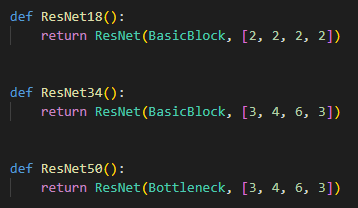 def ResNet18():
    return ResNet(BasicBlock, [2, 2, 2, 2])
def ResNet34():
    return ResNet(BasicBlock, [3, 4, 6, 3])
def ResNet50():
    return ResNet(Bottleneck, [3, 4, 6, 3])